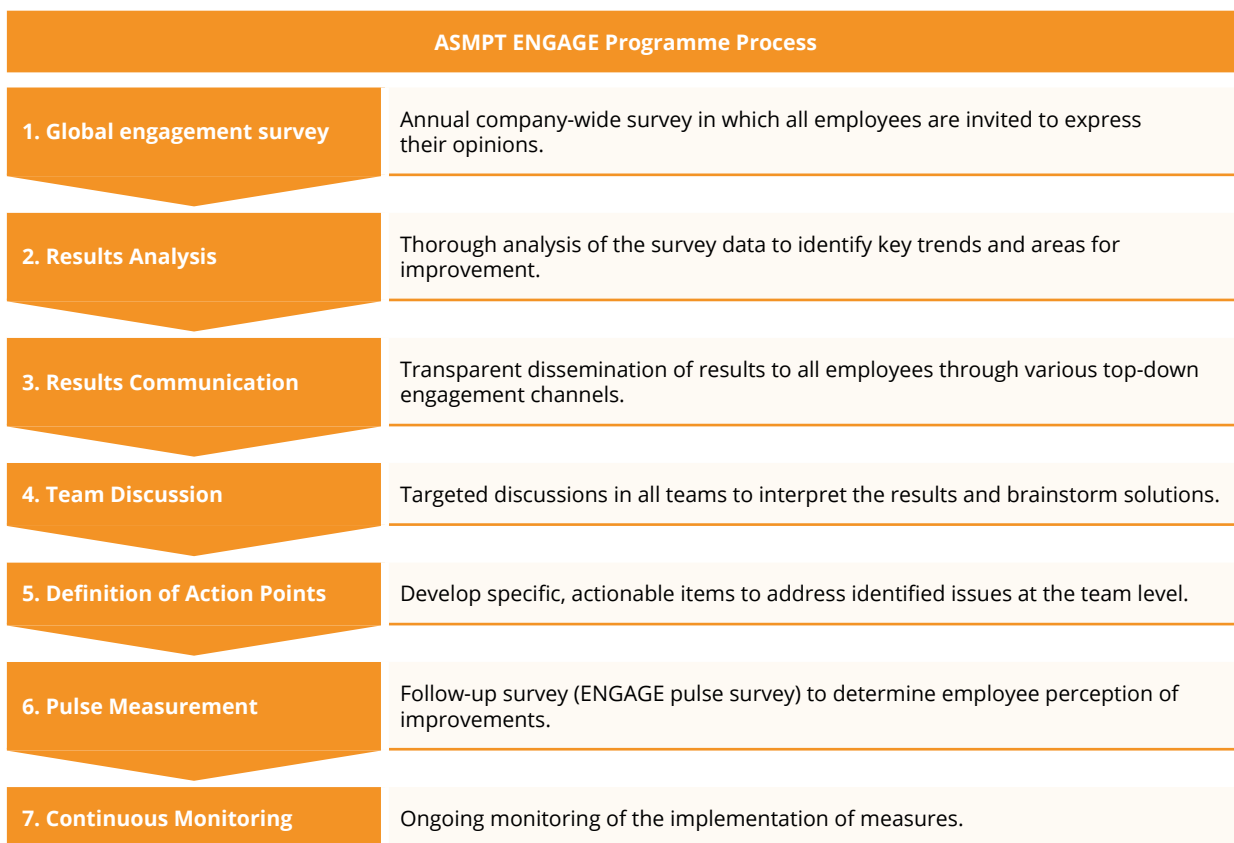 ASMPT ENGAGE Programme Process
1. Global engagement survey
Annual company-wide survey in which all employees are invited to express
their opinions.
2. Results Analysis
Thorough analysis of the survey data to identify key trends and areas for
improvement.
3. Results Communication
Transparent dissemination of results to all employees through various top-down
engagement channels.
4. Team Discussion
Targeted discussions in all teams to interpret the results and brainstorm solutions.
5. Definition of Action Points
Develop specific, actionable items to address identified issues at the team level.
6. Pulse Measurement
Follow-up survey (ENGAGE pulse survey) to determine employee perception of
improvements.
7. Continuous Monitoring
Ongoing monitoring of the implementation of measures.